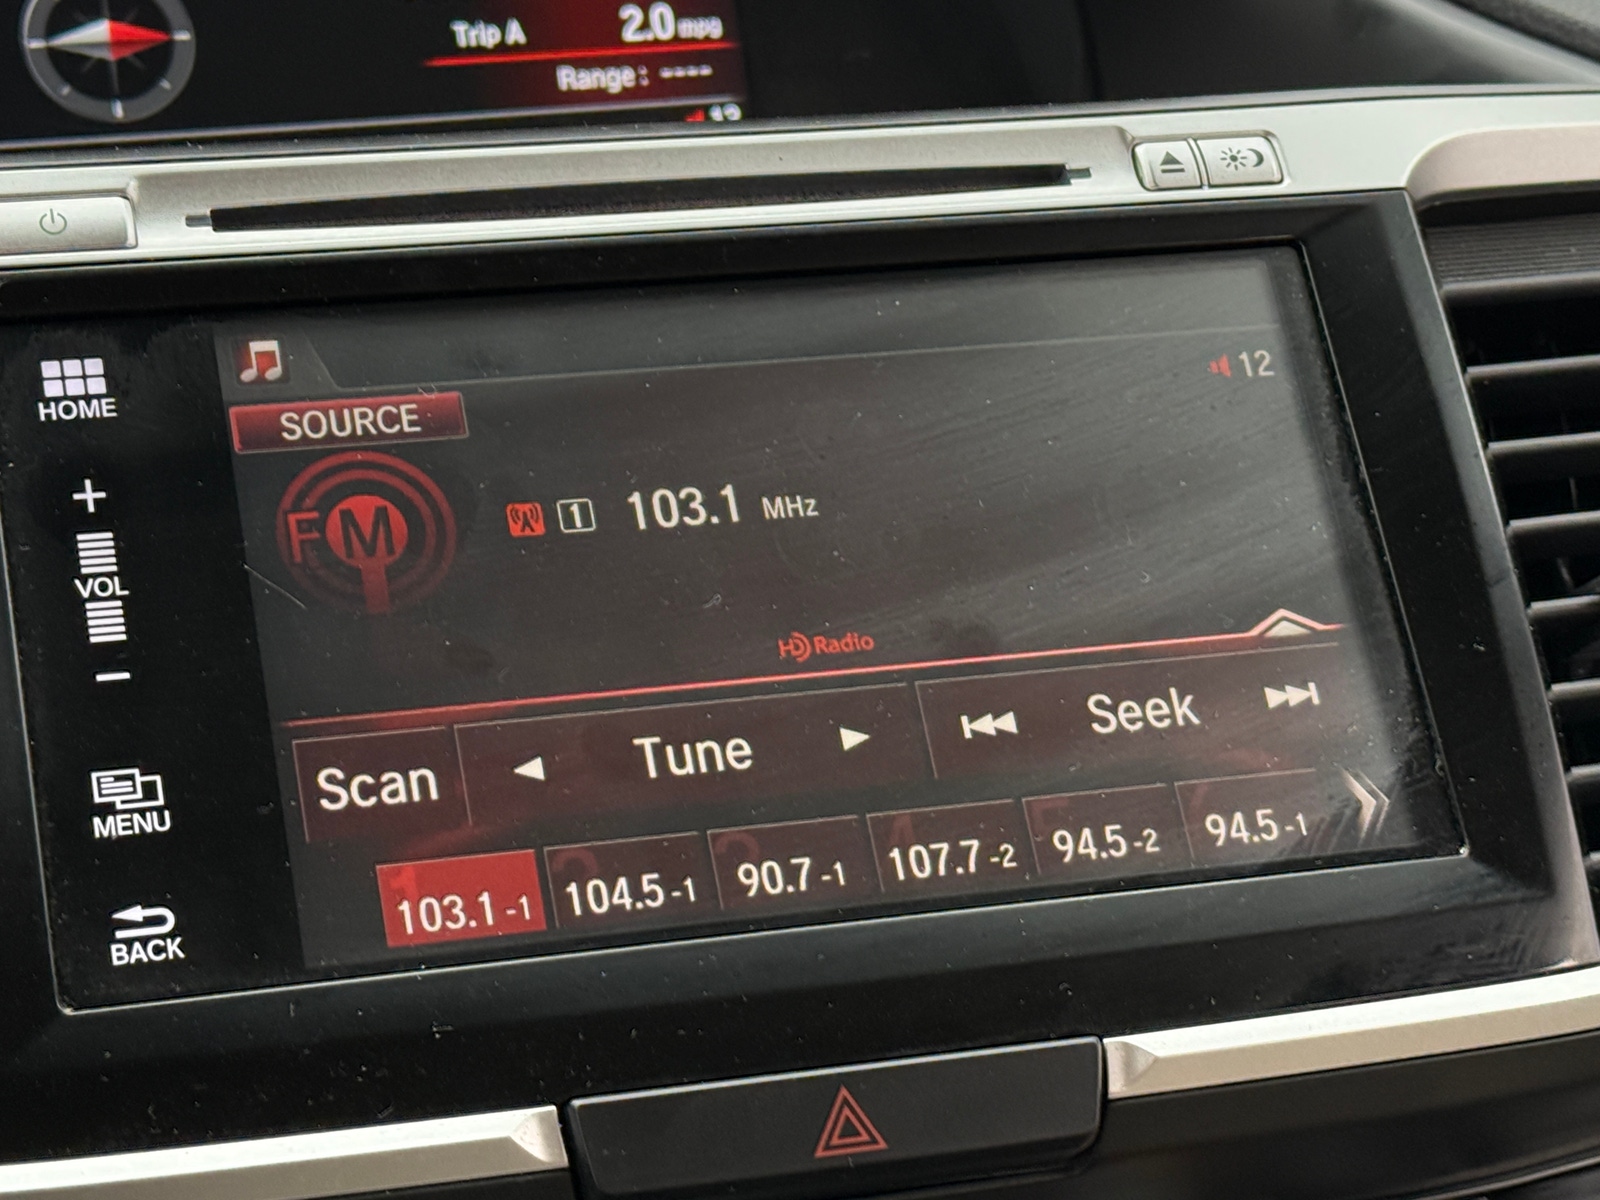 Trip A 2.0 mpg
Range: ----
12
12
HOME
SOURCE
+
FM 1 103.1 MHz
VOL
HD Radio
−
Scan Tune Seek
MENU
103.1-1 104.5-1 90.7-1 107.7-2 94.5-2 94.5-1
BACK